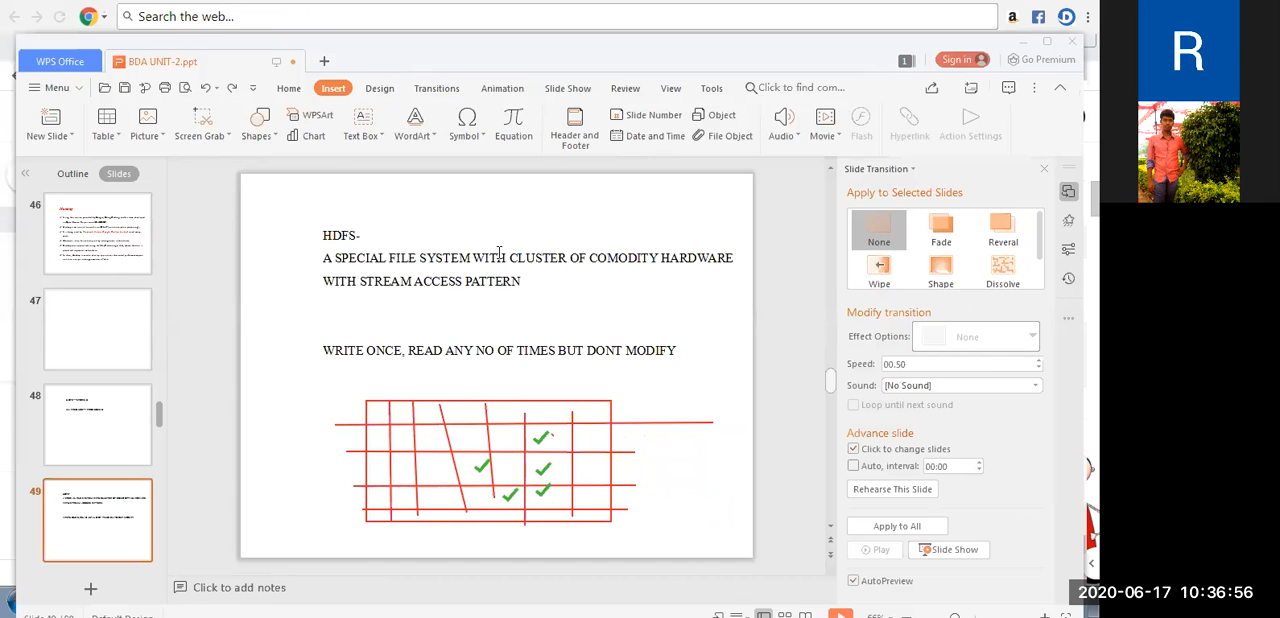 Search the web...
a
WPS Office
BDA UNIT-2.ppt
1
Sign in
Go Premium
Menu
Home
Insert
Design
Transitions
Animation
Slide Show
Review
View
Tools
Click to find com...
New Slide
Table
Picture
Screen Grab
Shapes
WPSArt
Chart
Text Box
WordArt
Symbol
Equation
Header and
Footer
Slide Number
Date and Time
Object
File Object
Audio
Movie
Flash
Hyperlink
Action Settings
Outline
Slides
46
47
48
49
HDFS-
A SPECIAL FILE SYSTEM WITH CLUSTER OF COMODITY HARDWARE
WITH STREAM ACCESS PATTERN
WRITE ONCE, READ ANY NO OF TIMES BUT DONT MODIFY
Click to add notes
Slide Transition
Apply to Selected Slides
None
Fade
Reveral
Wipe
Shape
Dissolve
Modify transition
Effect Options:
None
Speed:
00.50
Sound:
[No Sound]
Loop until next sound
Advance slide
Click to change slides
Auto, interval:
00:00
Rehearse This Slide
Apply to All
Play
Slide Show
AutoPreview
R
2020-06-17 10:36:56